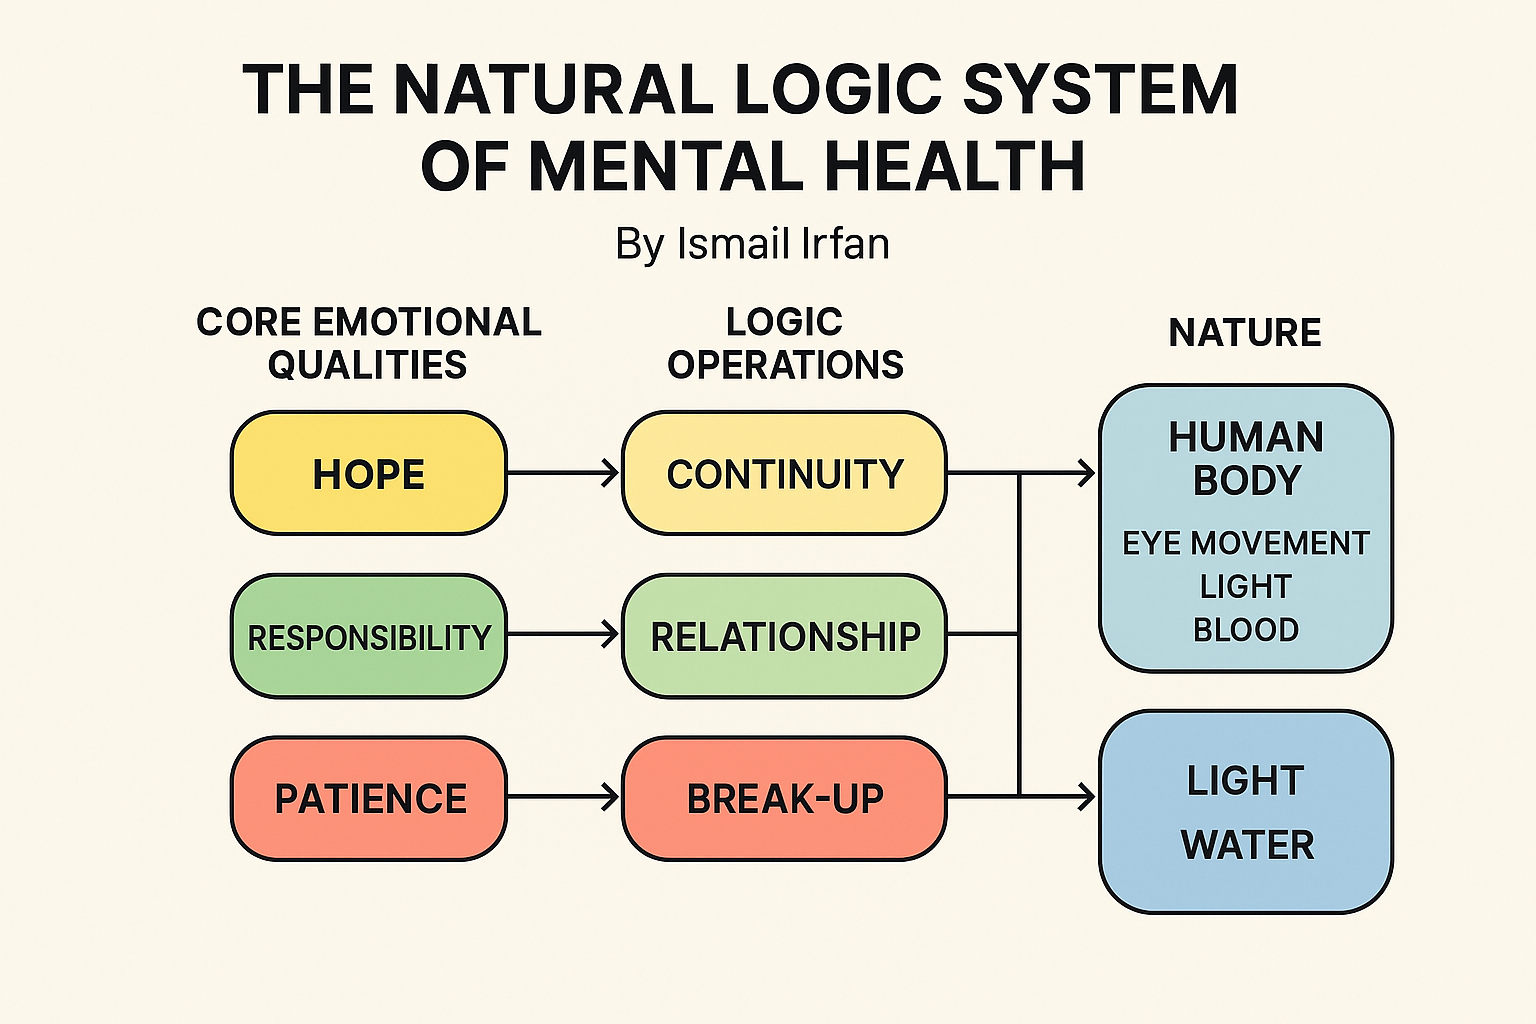 THE NATURAL LOGIC SYSTEM
OF MENTAL HEALTH
By Ismail Irfan
CORE EMOTIONAL
QUALITIES
HOPE
RESPONSIBILITY
PATIENCE
LOGIC
OPERATIONS
CONTINUITY
RELATIONSHIP
BREAK-UP
NATURE
HUMAN
BODY
EYE MOVEMENT
LIGHT
BLOOD
LIGHT
WATER